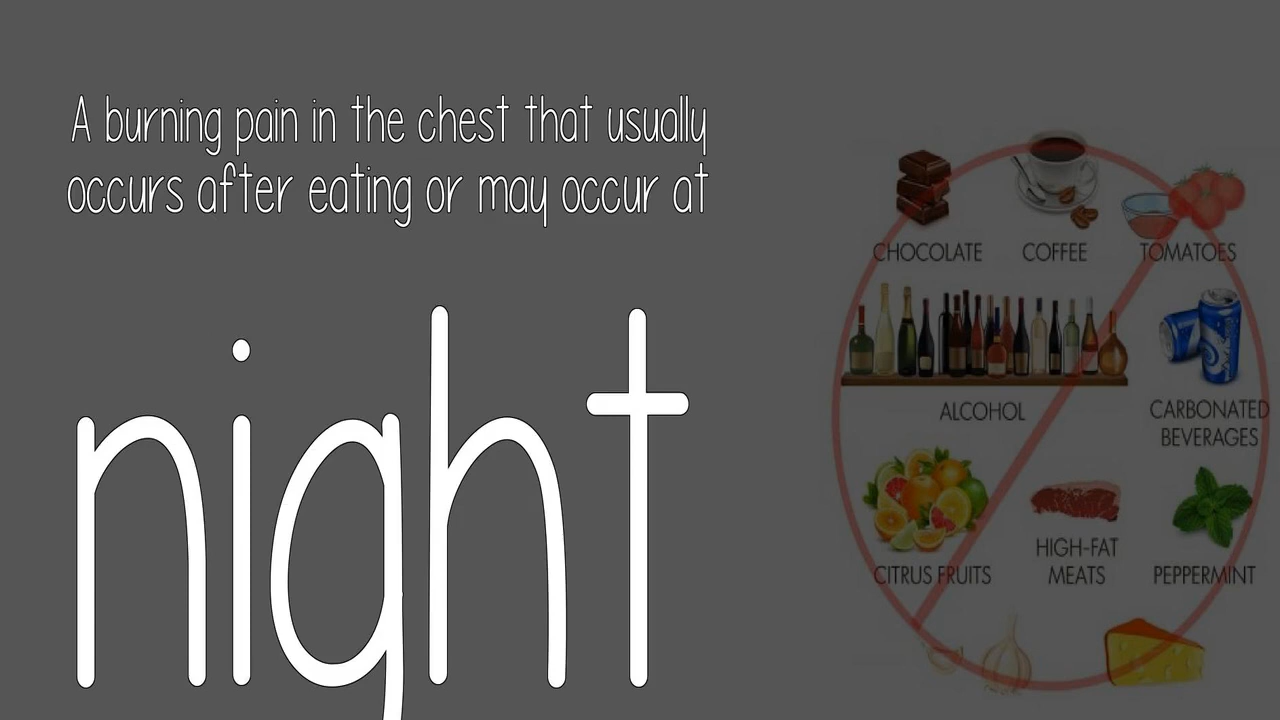 A burning pain in the chest that usually
occurs after eating or may occur at
night
CHOCOLATE
COFFEE
TOMATOES
ALCOHOL
CARBONATED
BEVERAGES
CITRUS FRUITS
HIGH-FAT
MEATS
PEPPERMINT